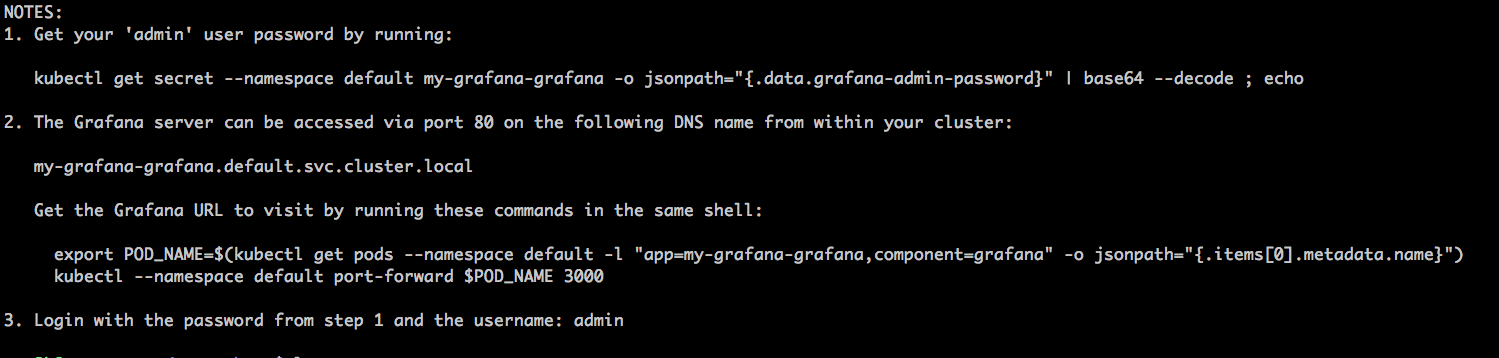 NOTES:
1. Get your 'admin' user password by running:
kubectl get secret --namespace default my-grafana-grafana -o jsonpath="{.data.grafana-admin-password}" | base64 --decode ; echo
2. The Grafana server can be accessed via port 80 on the following DNS name from within your cluster:
my-grafana-grafana.default.svc.cluster.local
Get the Grafana URL to visit by running these commands in the same shell:
export POD_NAME=$(kubectl get pods --namespace default -l "app=my-grafana-grafana,component=grafana" -o jsonpath="{.items[0].metadata.name}")
kubectl --namespace default port-forward $POD_NAME 3000
3. Login with the password from step 1 and the username: admin